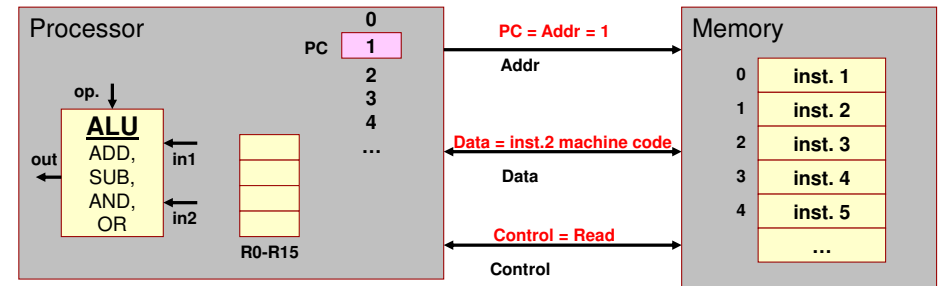 Processor
0
PC
1
2
3
4
...
op.
ALU
ADD,
SUB,
AND,
OR
out
in1
in2
R0-R15
PC = Addr = 1
Addr
Data = inst.2 machine code
Data
Control = Read
Control
Memory
0 inst. 1
1 inst. 2
2 inst. 3
3 inst. 4
4 inst. 5
...